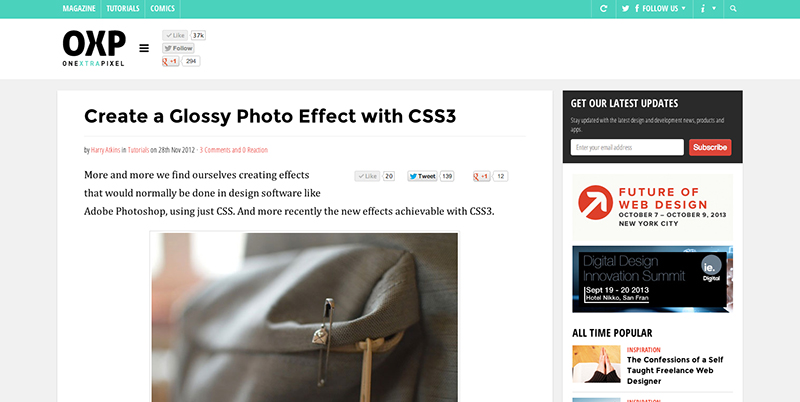 MAGAZINE TUTORIALS COMICS FOLLOW US
OXP
ONEXTRAPIXEL
Like 37k
Follow
+1 294
Create a Glossy Photo Effect with CSS3
by Harry Atkins in Tutorials on 28th Nov 2012 · 3 Comments and 0 Reaction
Like 20 Tweet 139 +1 12
More and more we find ourselves creating effects
that would normally be done in design software like
Adobe Photoshop, using just CSS. And more recently the new effects achievable with CSS3.
GET OUR LATEST UPDATES
Stay updated with the latest design and development news, products and
apps.
Enter your email address Subscribe
FUTURE OF
WEB DESIGN
OCTOBER 7 – OCTOBER 9, 2013
NEW YORK CITY
Digital Design
Innovation Summit
ie.
Digital
Sept 19 - 20 2013
Hotel Nikko, San Fran
ALL TIME POPULAR
INSPIRATION
The Confessions of a Self
Taught Freelance Web
Designer
CREATIVE